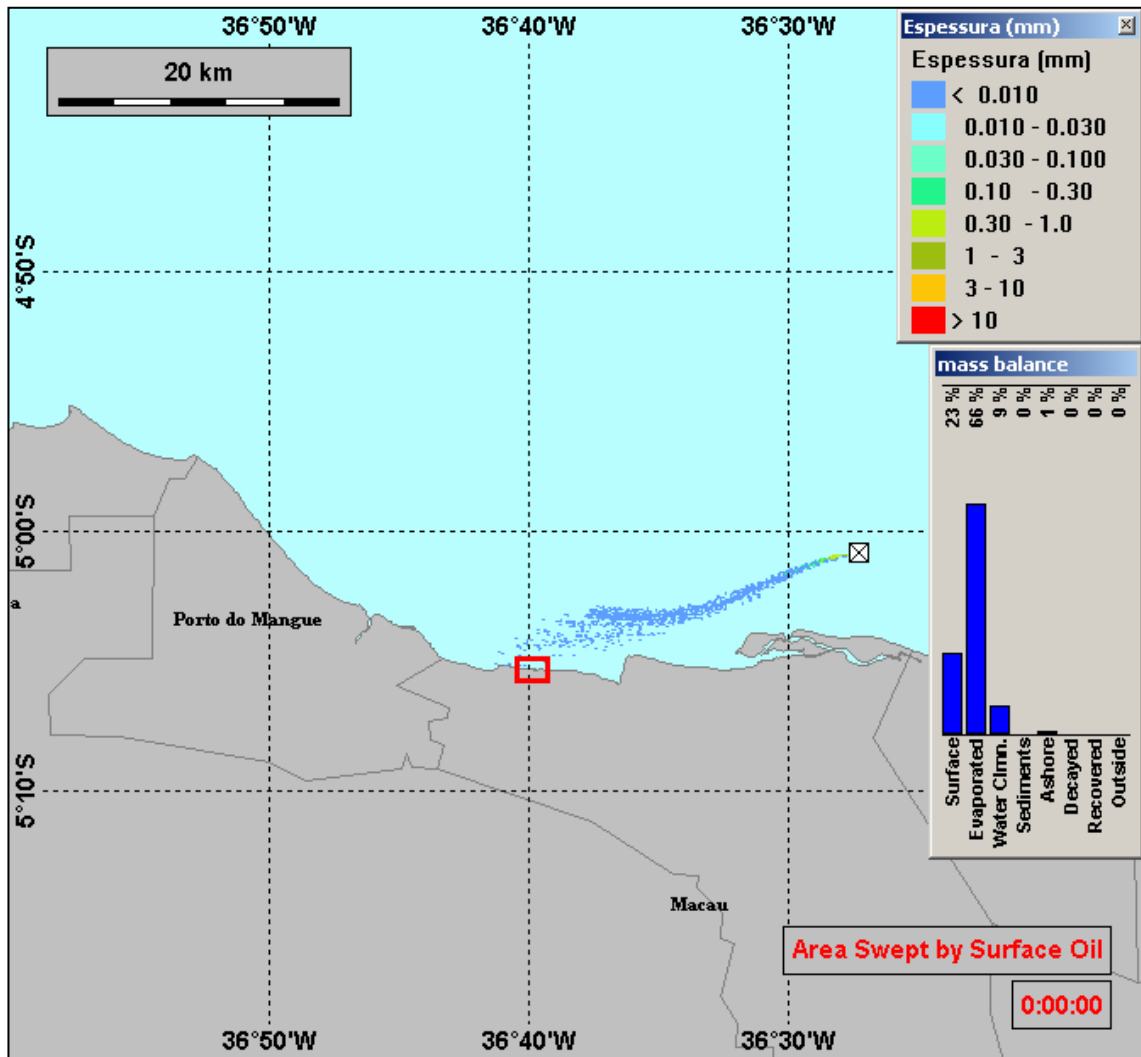 36°50'W
36°40'W
36°30'W
20 km
Espessura (mm)
Espessura (mm)
< 0.010
0.010 - 0.030
0.030 - 0.100
0.10 - 0.30
0.30 - 1.0
1 - 3
3 - 10
> 10
4°50'S
mass balance
23 %
66 %
9 %
0 %
1 %
0 %
0 %
0 %
5°00'S
a
Porto do Mangue
Surface
Evaporated
Water Clmn.
Sediments
Ashore
Decayed
Recovered
Outside
5°10'S
Macau
Area Swept by Surface Oil
0:00:00
36°50'W
36°40'W
36°30'W